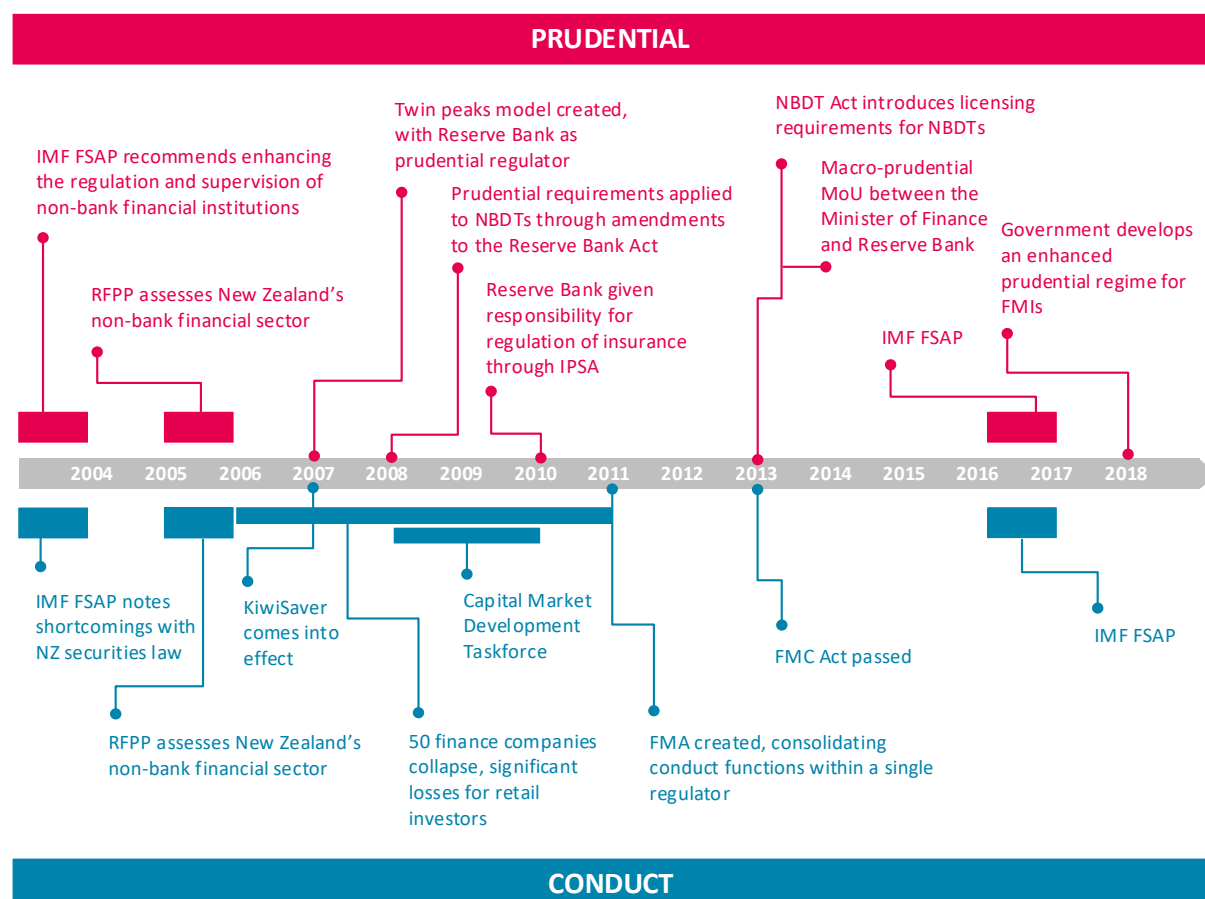 PRUDENTIAL
IMF FSAP recommends enhancing
the regulation and supervision of
non-bank financial institutions
RFPP assesses New Zealand's
non-bank financial sector
Twin peaks model created,
with Reserve Bank as
prudential regulator
Prudential requirements applied
to NBDTs through amendments
to the Reserve Bank Act
Reserve Bank given
responsibility for
regulation of insurance
through IPSA
NBDT Act introduces licensing
requirements for NBDTs
Macro-prudential
MoU between the
Minister of Finance
and Reserve Bank
IMF FSAP
Government develops
an enhanced
prudential regime for
FMIs
2004 2005 2006 2007 2008 2009 2010 2011 2012 2013 2014 2015 2016 2017 2018
IMF FSAP notes
shortcomings with
NZ securities law
RFPP assesses New Zealand's
non-bank financial sector
KiwiSaver
comes into
effect
50 finance companies
collapse, significant
losses for retail
investors
Capital Market
Development
Taskforce
FMA created, consolidating
conduct functions within a single
regulator
FMC Act passed
IMF FSAP
CONDUCT